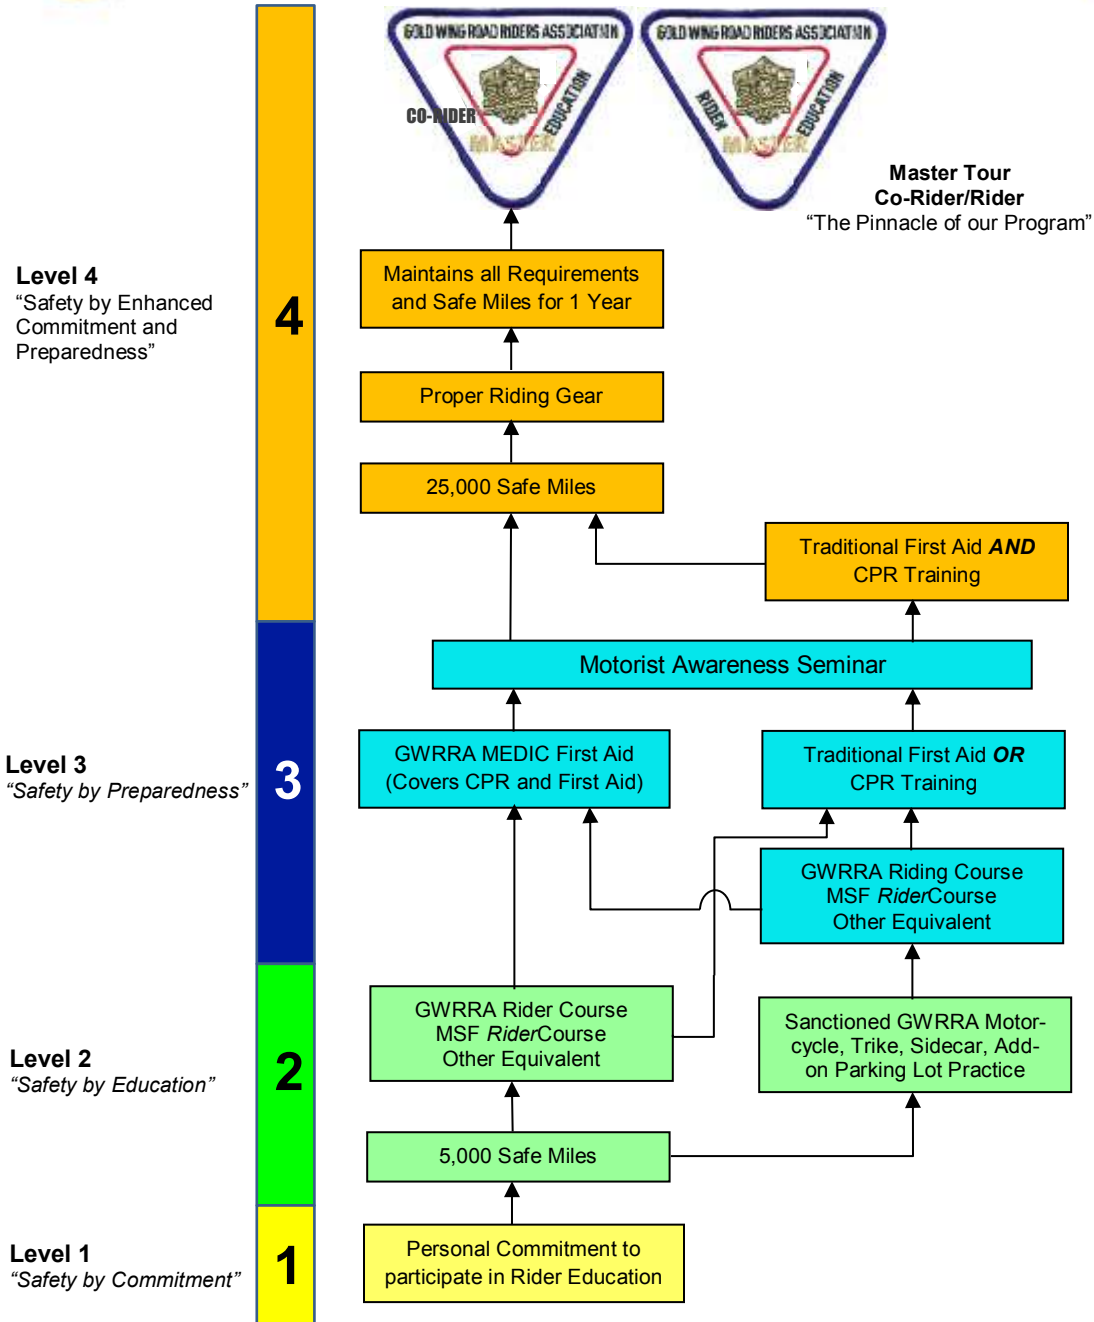 GOLD WING ROAD RIDERS ASSOCIATION
CO-RIDER
EDUCATION
MASTER
GOLD WING ROAD RIDERS ASSOCIATION
RIDER
EDUCATION
MASTER
Master Tour
Co-Rider/Rider
“The Pinnacle of our Program”
Level 4
“Safety by Enhanced
Commitment and
Preparedness”
4
Maintains all Requirements
and Safe Miles for 1 Year
Proper Riding Gear
25,000 Safe Miles
Traditional First Aid AND
CPR Training
Motorist Awareness Seminar
Level 3
“Safety by Preparedness”
3
GWRRA MEDIC First Aid
(Covers CPR and First Aid)
Traditional First Aid OR
CPR Training
GWRRA Riding Course
MSF RiderCourse
Other Equivalent
Level 2
“Safety by Education”
2
GWRRA Rider Course
MSF RiderCourse
Other Equivalent
Sanctioned GWRRA Motor-
cycle, Trike, Sidecar, Add-
on Parking Lot Practice
5,000 Safe Miles
Level 1
“Safety by Commitment”
1
Personal Commitment to
participate in Rider Education